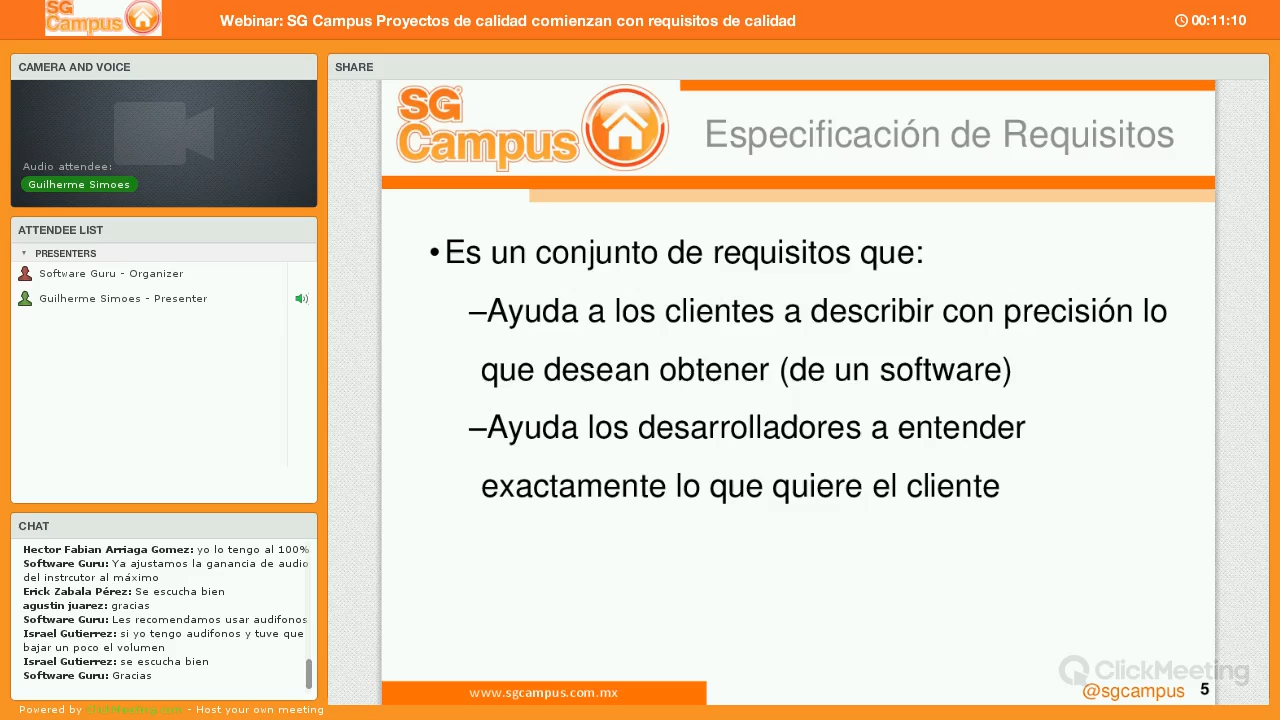 SG Campus
Webinar: SG Campus Proyectos de calidad comienzan con requisitos de calidad
00:11:10
CAMERA AND VOICE
Audio attendee:
Guilherme Simoes
ATTENDEE LIST
PRESENTERS
Software Guru - Organizer
Guilherme Simoes - Presenter
CHAT
Hector Fabian Arriaga Gomez: yo lo tengo al 100%
Software Guru: Ya ajustamos la ganancia de audio
del instrcutor al máximo
Erick Zabala Pérez: Se escucha bien
agustin juarez: gracias
Software Guru: Les recomendamos usar audifonos
Israel Gutierrez: si yo tengo audifonos y tuve que
bajar un poco el volumen
Israel Gutierrez: se escucha bien
Software Guru: Gracias
Powered by ClickMeeting.com - Host your own meeting
SHARE
SG
Campus
Especificación de Requisitos
•Es un conjunto de requisitos que:
–Ayuda a los clientes a describir con precisión lo
que desean obtener (de un software)
–Ayuda los desarrolladores a entender
exactamente lo que quiere el cliente
ClickMeeting
www.sgcampus.com.mx
@sgcampus
5